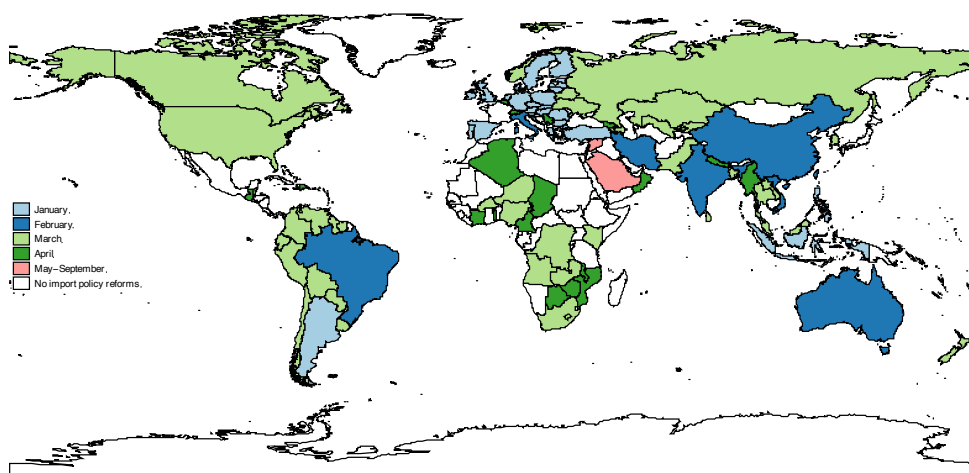 January.
February.
March.
April.
May–September.
No import policy reforms.